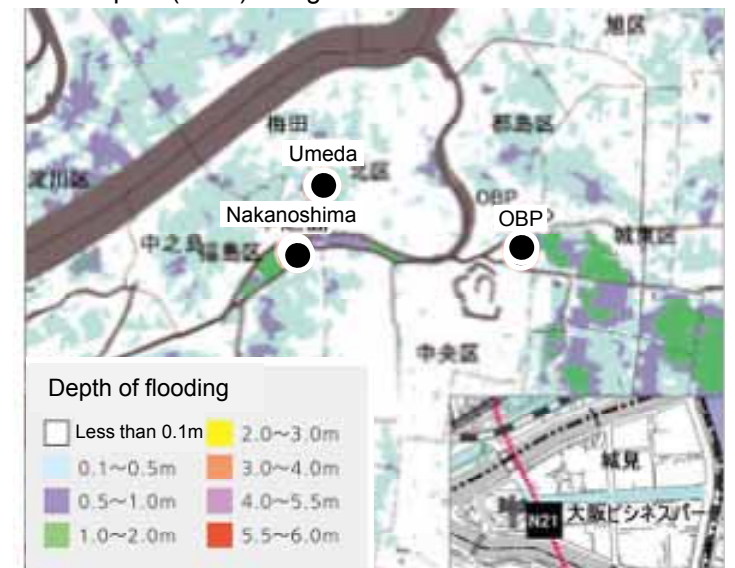 旭区
梅田
都島区
Umeda
北区
淀川区
OBP
Nakanoshima
OBP
中之島
福島区
城東区
中央区
Depth of flooding
Less than 0.1m
2.0～3.0m
0.1～0.5m
3.0～4.0m
0.5～1.0m
4.0～5.5m
1.0～2.0m
5.5～6.0m
城見
N21
大阪ビジネスパー